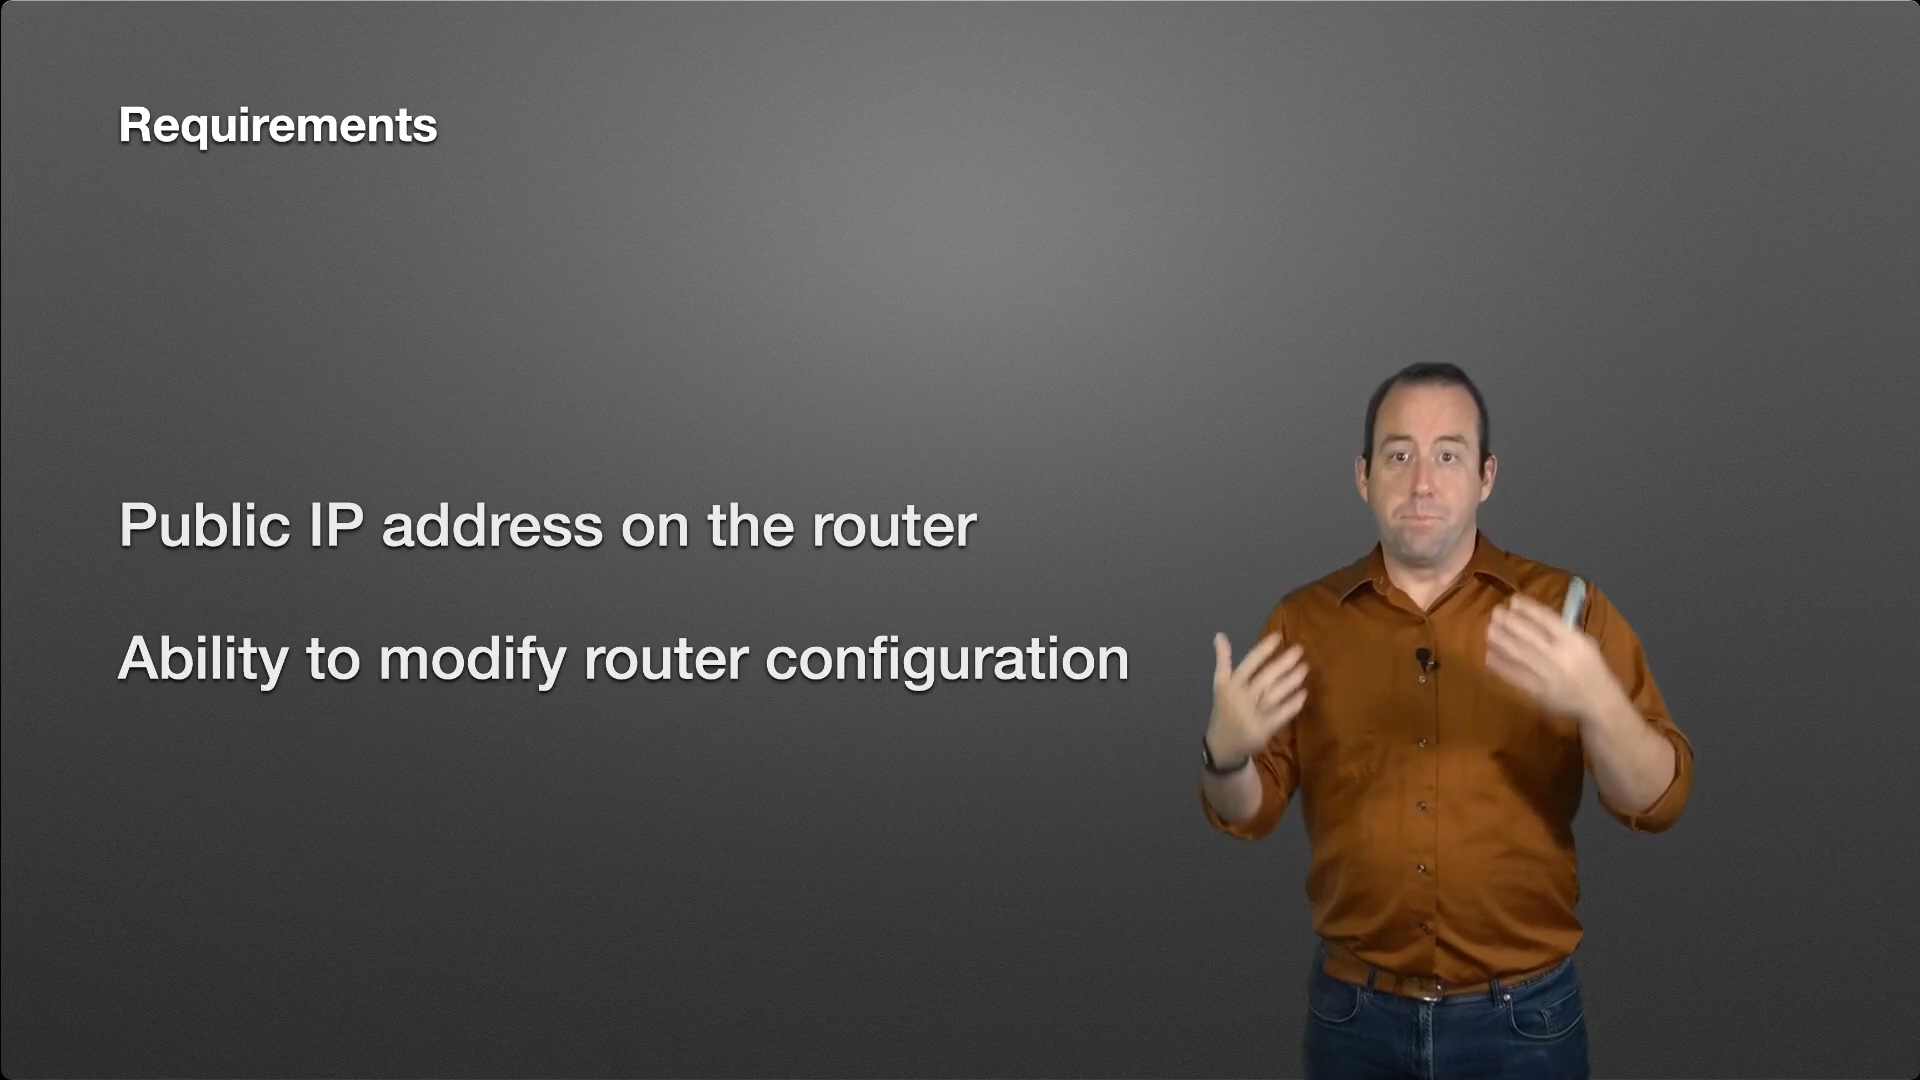 Requirements
Public IP address on the router
Ability to modify router configuration